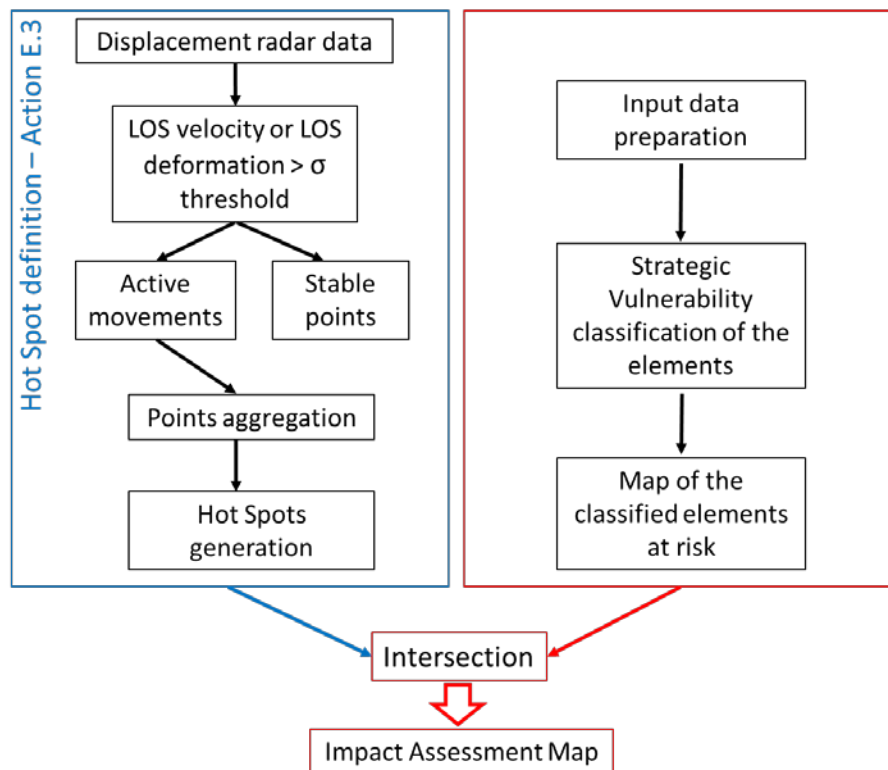 Hot Spot definition – Action E.3
Displacement radar data
LOS velocity or LOS
deformation > σ
threshold
Active
movements
Stable
points
Points aggregation
Hot Spots
generation
Input data
preparation
Strategic
Vulnerability
classification of the
elements
Map of the
classified elements
at risk
Intersection
Impact Assessment Map